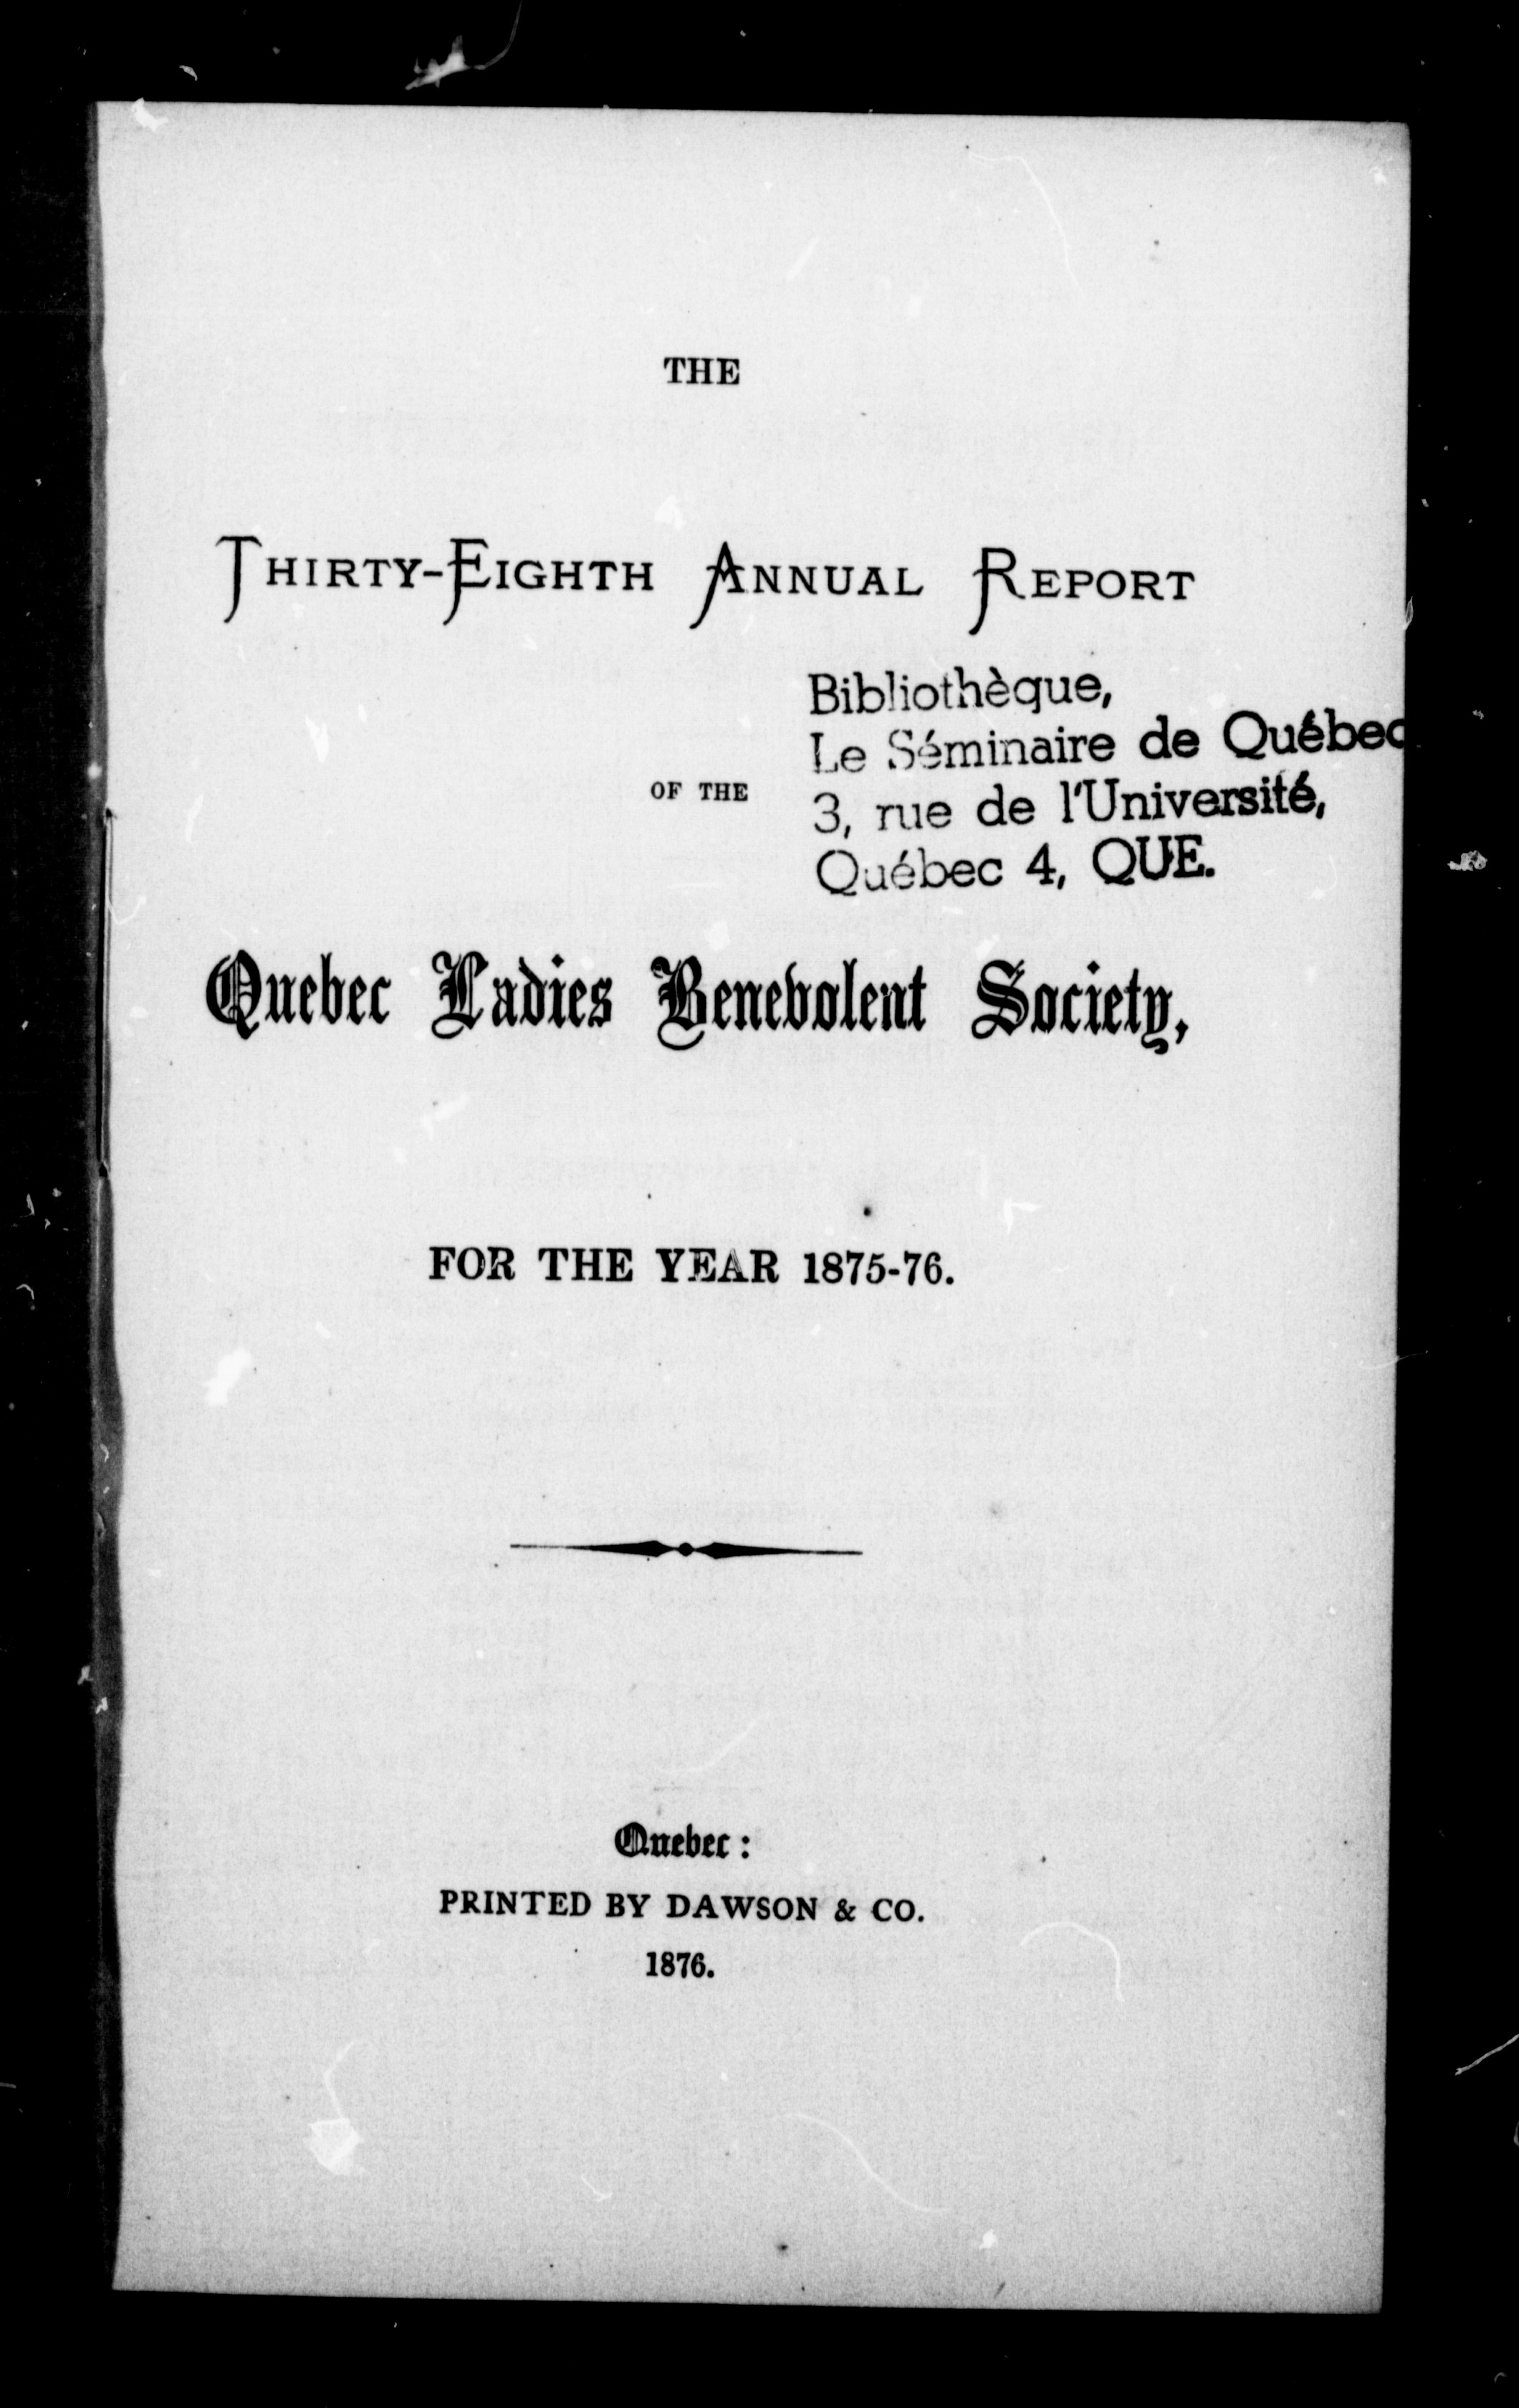 THE
THIRTY-EIGHTH ANNUAL REPORT
Bibliothèque,
Le Séminaire de Québec
3, rue de l'Université,
Québec 4, QUE.
OF THE
Quebec Ladies Benevolent Society,
FOR THE YEAR 1875-76.
Quebec:
PRINTED BY DAWSON & CO.
1876.